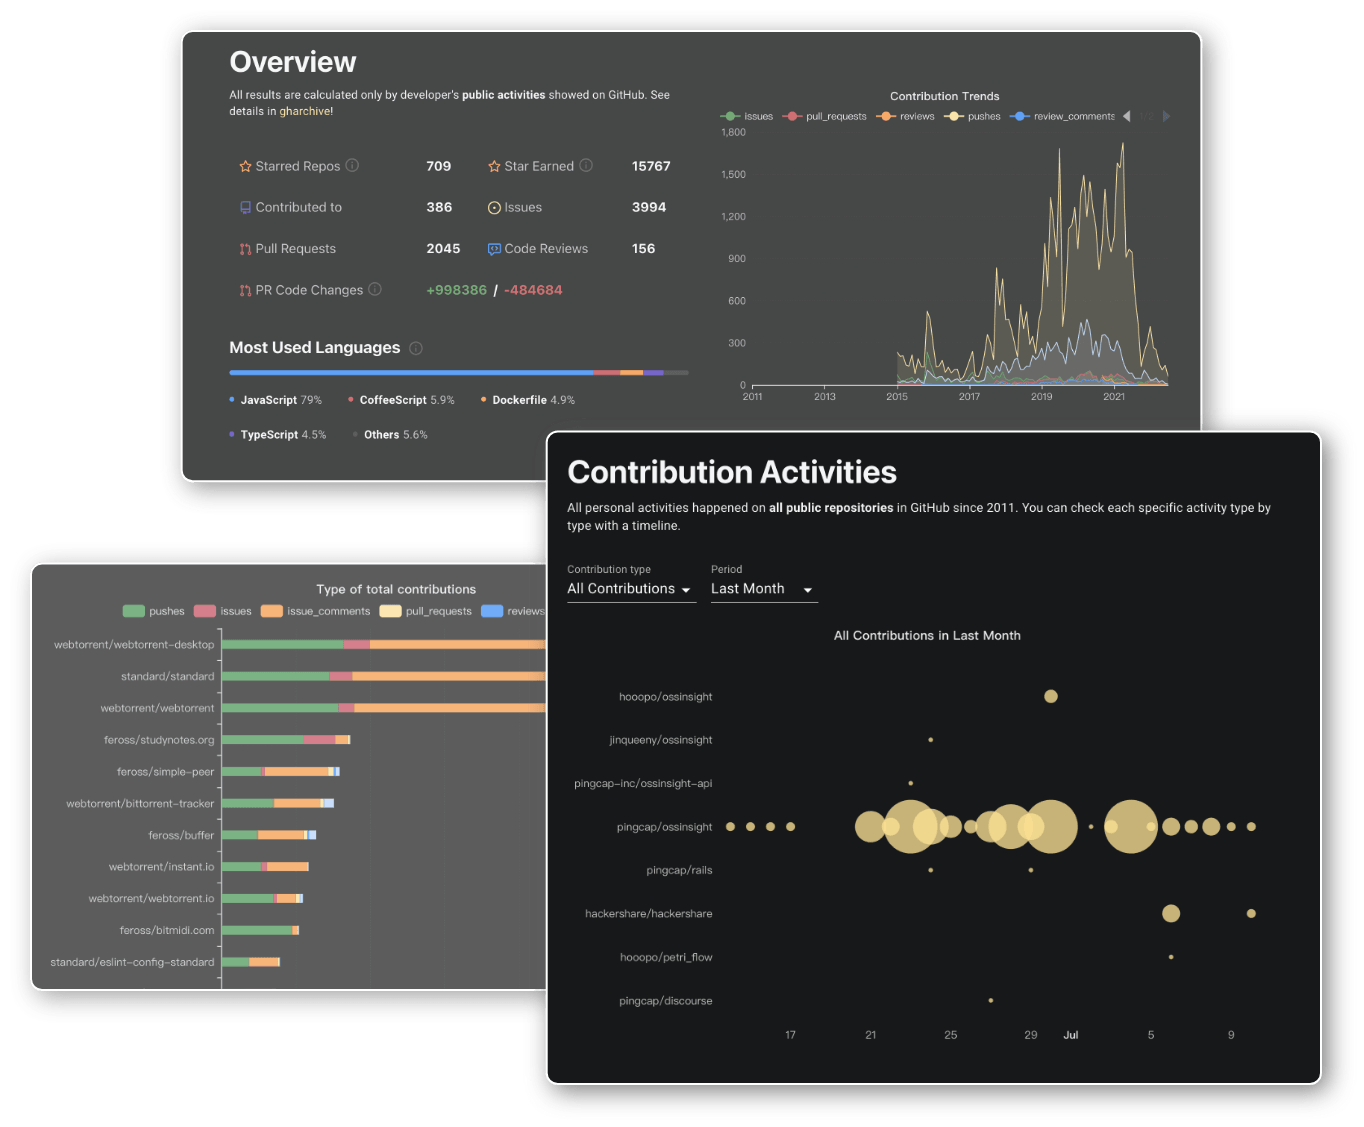 Overview
All results are calculated only by developer's public activities showed on GitHub. See
details in gharchive!
Starred Repos 709 Star Earned 15767
Contributed to 386 Issues 3994
Pull Requests 2045 Code Reviews 156
PR Code Changes +998386 / -484684
Most Used Languages
JavaScript 79% CoffeeScript 5.9% Dockerfile 4.9%
TypeScript 4.5% Others 5.6%
Contribution Trends
issues pull_requests reviews pushes review_comments
1,800
1,500
1,200
900
600
300
0
2011 2013 2015 2017 2019 2021
Type of total contributions
pushes issues issue_comments pull_requests reviews
webtorrent/webtorrent-desktop
standard/standard
webtorrent/webtorrent
feross/studynotes.org
feross/simple-peer
webtorrent/bittorrent-tracker
feross/buffer
webtorrent/instant.io
webtorrent/webtorrent.io
feross/bitmidi.com
standard/eslint-config-standard
Contribution Activities
All personal activities happened on all public repositories in GitHub since 2011. You can check each specific activity type by
type with a timeline.
Contribution type Period
All Contributions Last Month
All Contributions in Last Month
hooopo/ossinsight
jinqueeny/ossinsight
pingcap-inc/ossinsight-api
pingcap/ossinsight
pingcap/rails
hackershare/hackershare
hooopo/petri_flow
pingcap/discourse
17 21 25 29 Jul 5 9